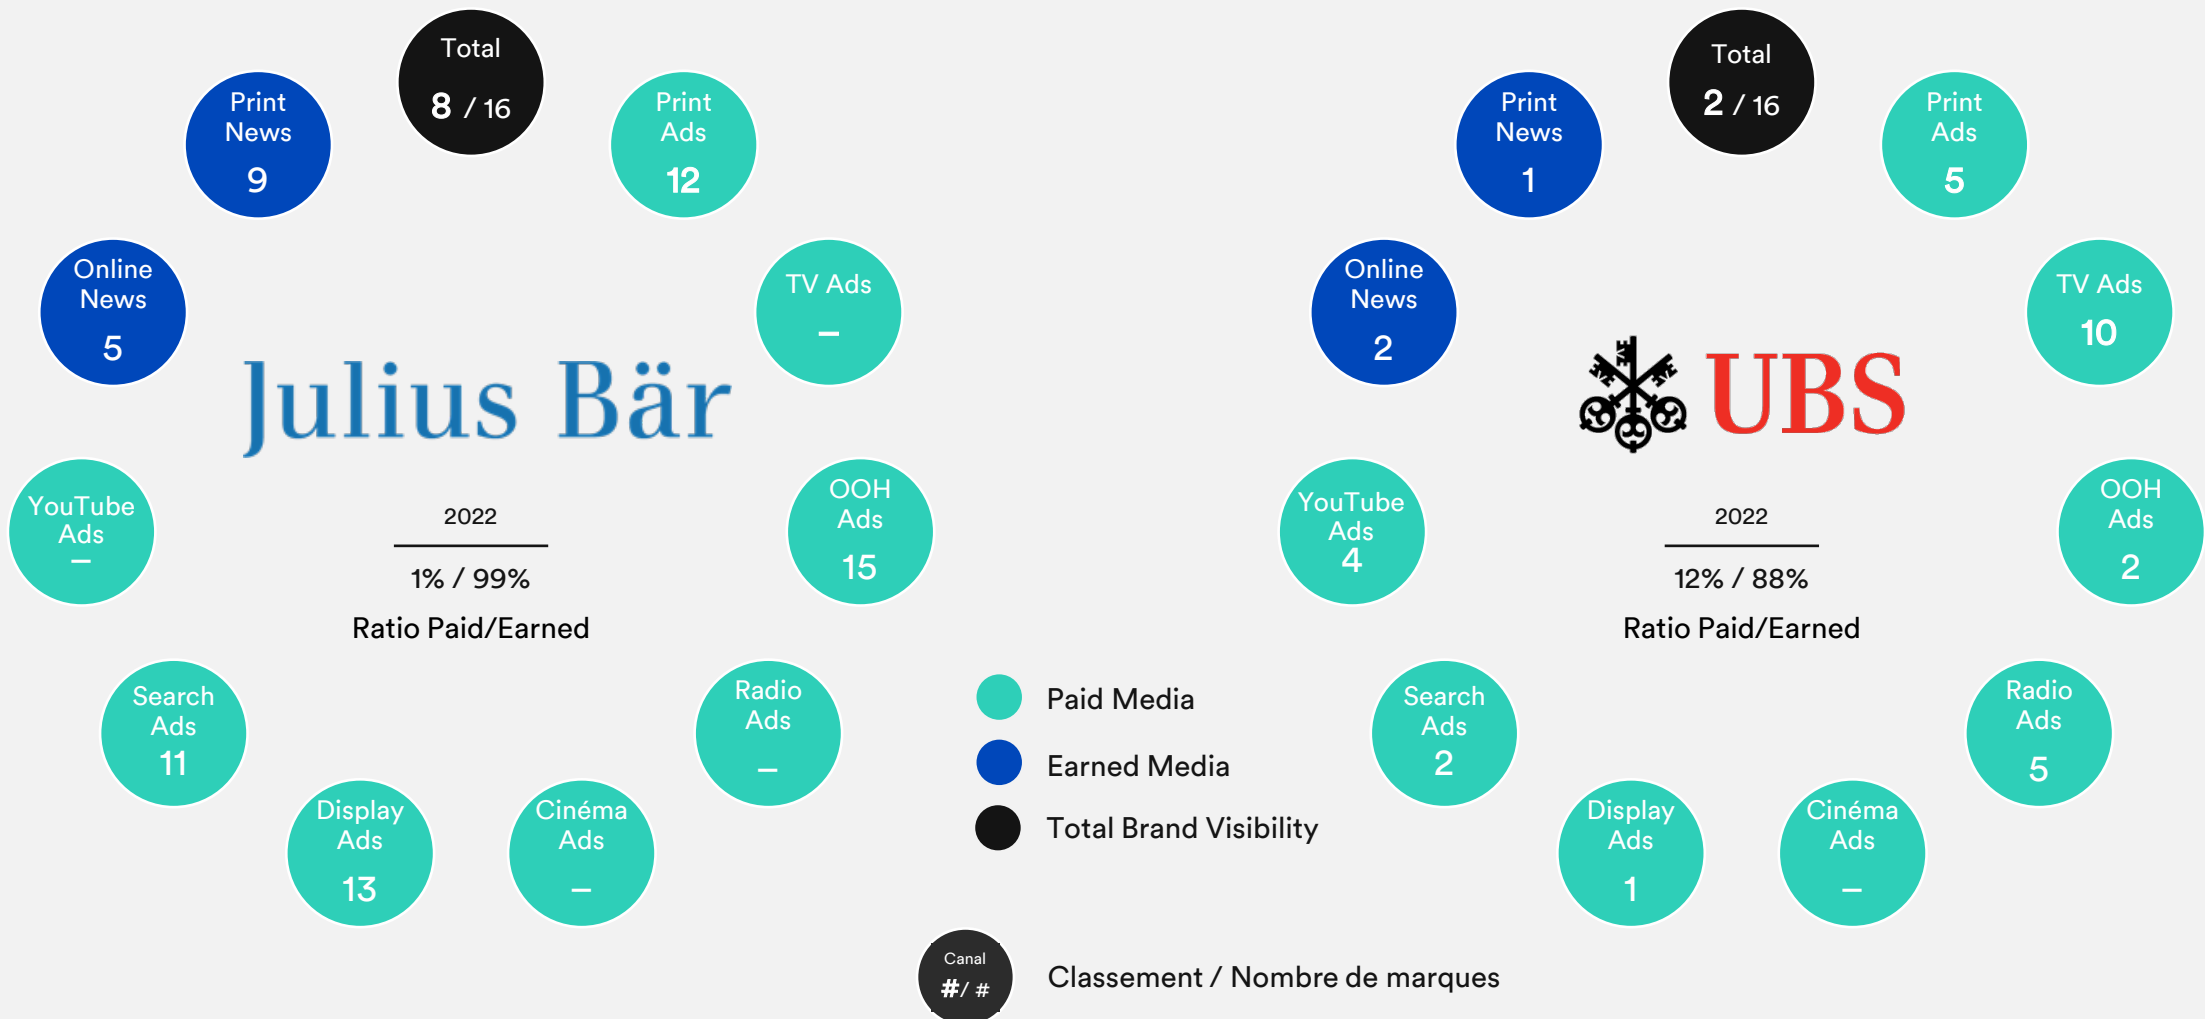 Total
8 / 16
Print
News
9
Print
Ads
12
Online
News
5
TV Ads
–
Julius Bär
YouTube
Ads
–
2022
1% / 99%
Ratio Paid/Earned
OOH
Ads
15
Search
Ads
11
Radio
Ads
–
Display
Ads
13
Cinéma
Ads
–
Total
2 / 16
Print
News
1
Print
Ads
5
Online
News
2
TV Ads
10
UBS
YouTube
Ads
4
2022
12% / 88%
Ratio Paid/Earned
OOH
Ads
2
Search
Ads
2
Radio
Ads
5
Display
Ads
1
Cinéma
Ads
–
Paid Media
Earned Media
Total Brand Visibility
Canal
#/ #
Classement / Nombre de marques